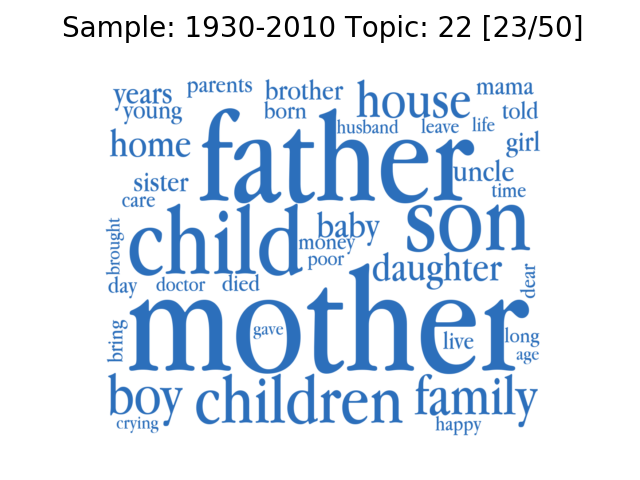 Sample: 1930-2010 Topic: 22 [23/50]
years parents brother house mama
young born told
husband leave life
home father girl
sister uncle
care time
brought child baby son
money
poor daughter dear
day doctor died
bring mother
gave live long
age
boy children family
crying happy